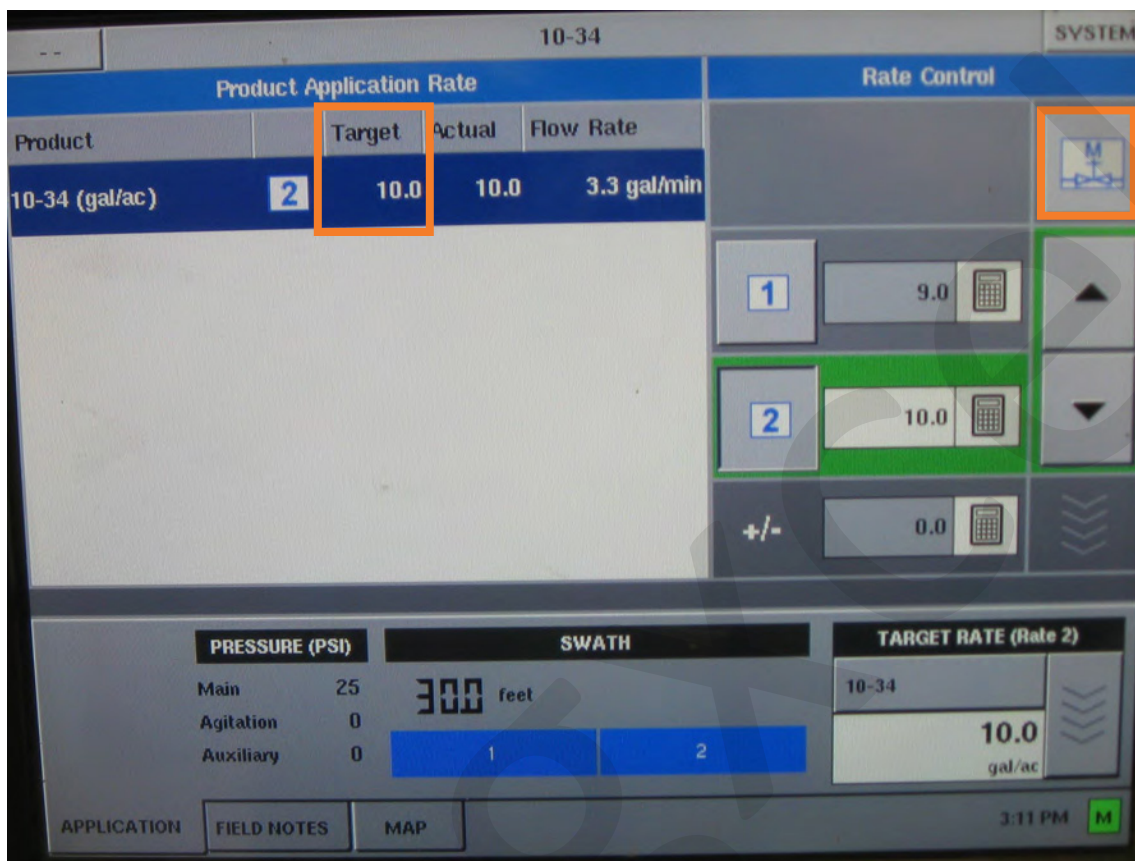 --
10-34
SYSTEM
Product Application Rate
Rate Control
Product
Target
Actual
Flow Rate
M
10-34 (gal/ac)
2
10.0
10.0
3.3 gal/min
1
9.0
2
10.0
+/-
0.0
PRESSURE (PSI)
SWATH
TARGET RATE (Rate 2)
Main 25
30.0 feet
10-34
Agitation 0
10.0
Auxiliary 0
1
2
gal/ac
APPLICATION
FIELD NOTES
MAP
3:11 PM
M